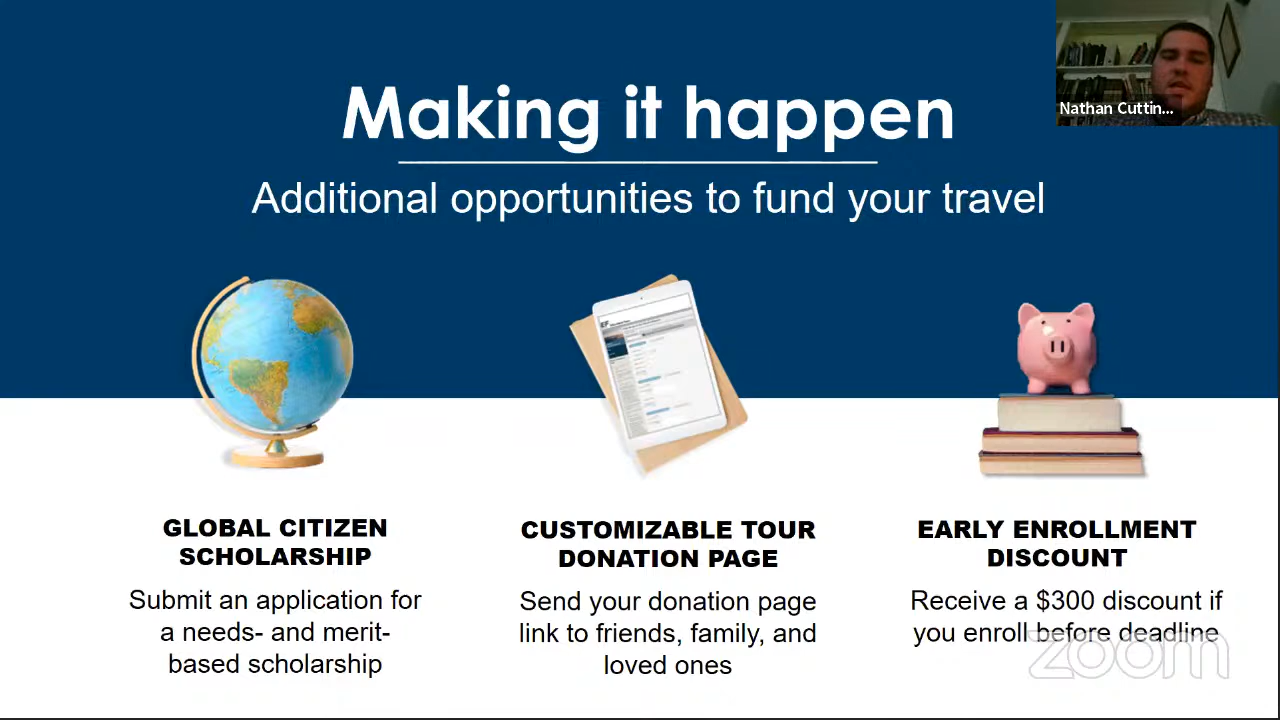 Making it happen
Additional opportunities to fund your travel
Nathan Cuttin...
EF
GLOBAL CITIZEN
SCHOLARSHIP
Submit an application for
a needs- and merit-
based scholarship
CUSTOMIZABLE TOUR
DONATION PAGE
Send your donation page
link to friends, family, and
loved ones
EARLY ENROLLMENT
DISCOUNT
Receive a $300 discount if
you enroll before deadline
zoom